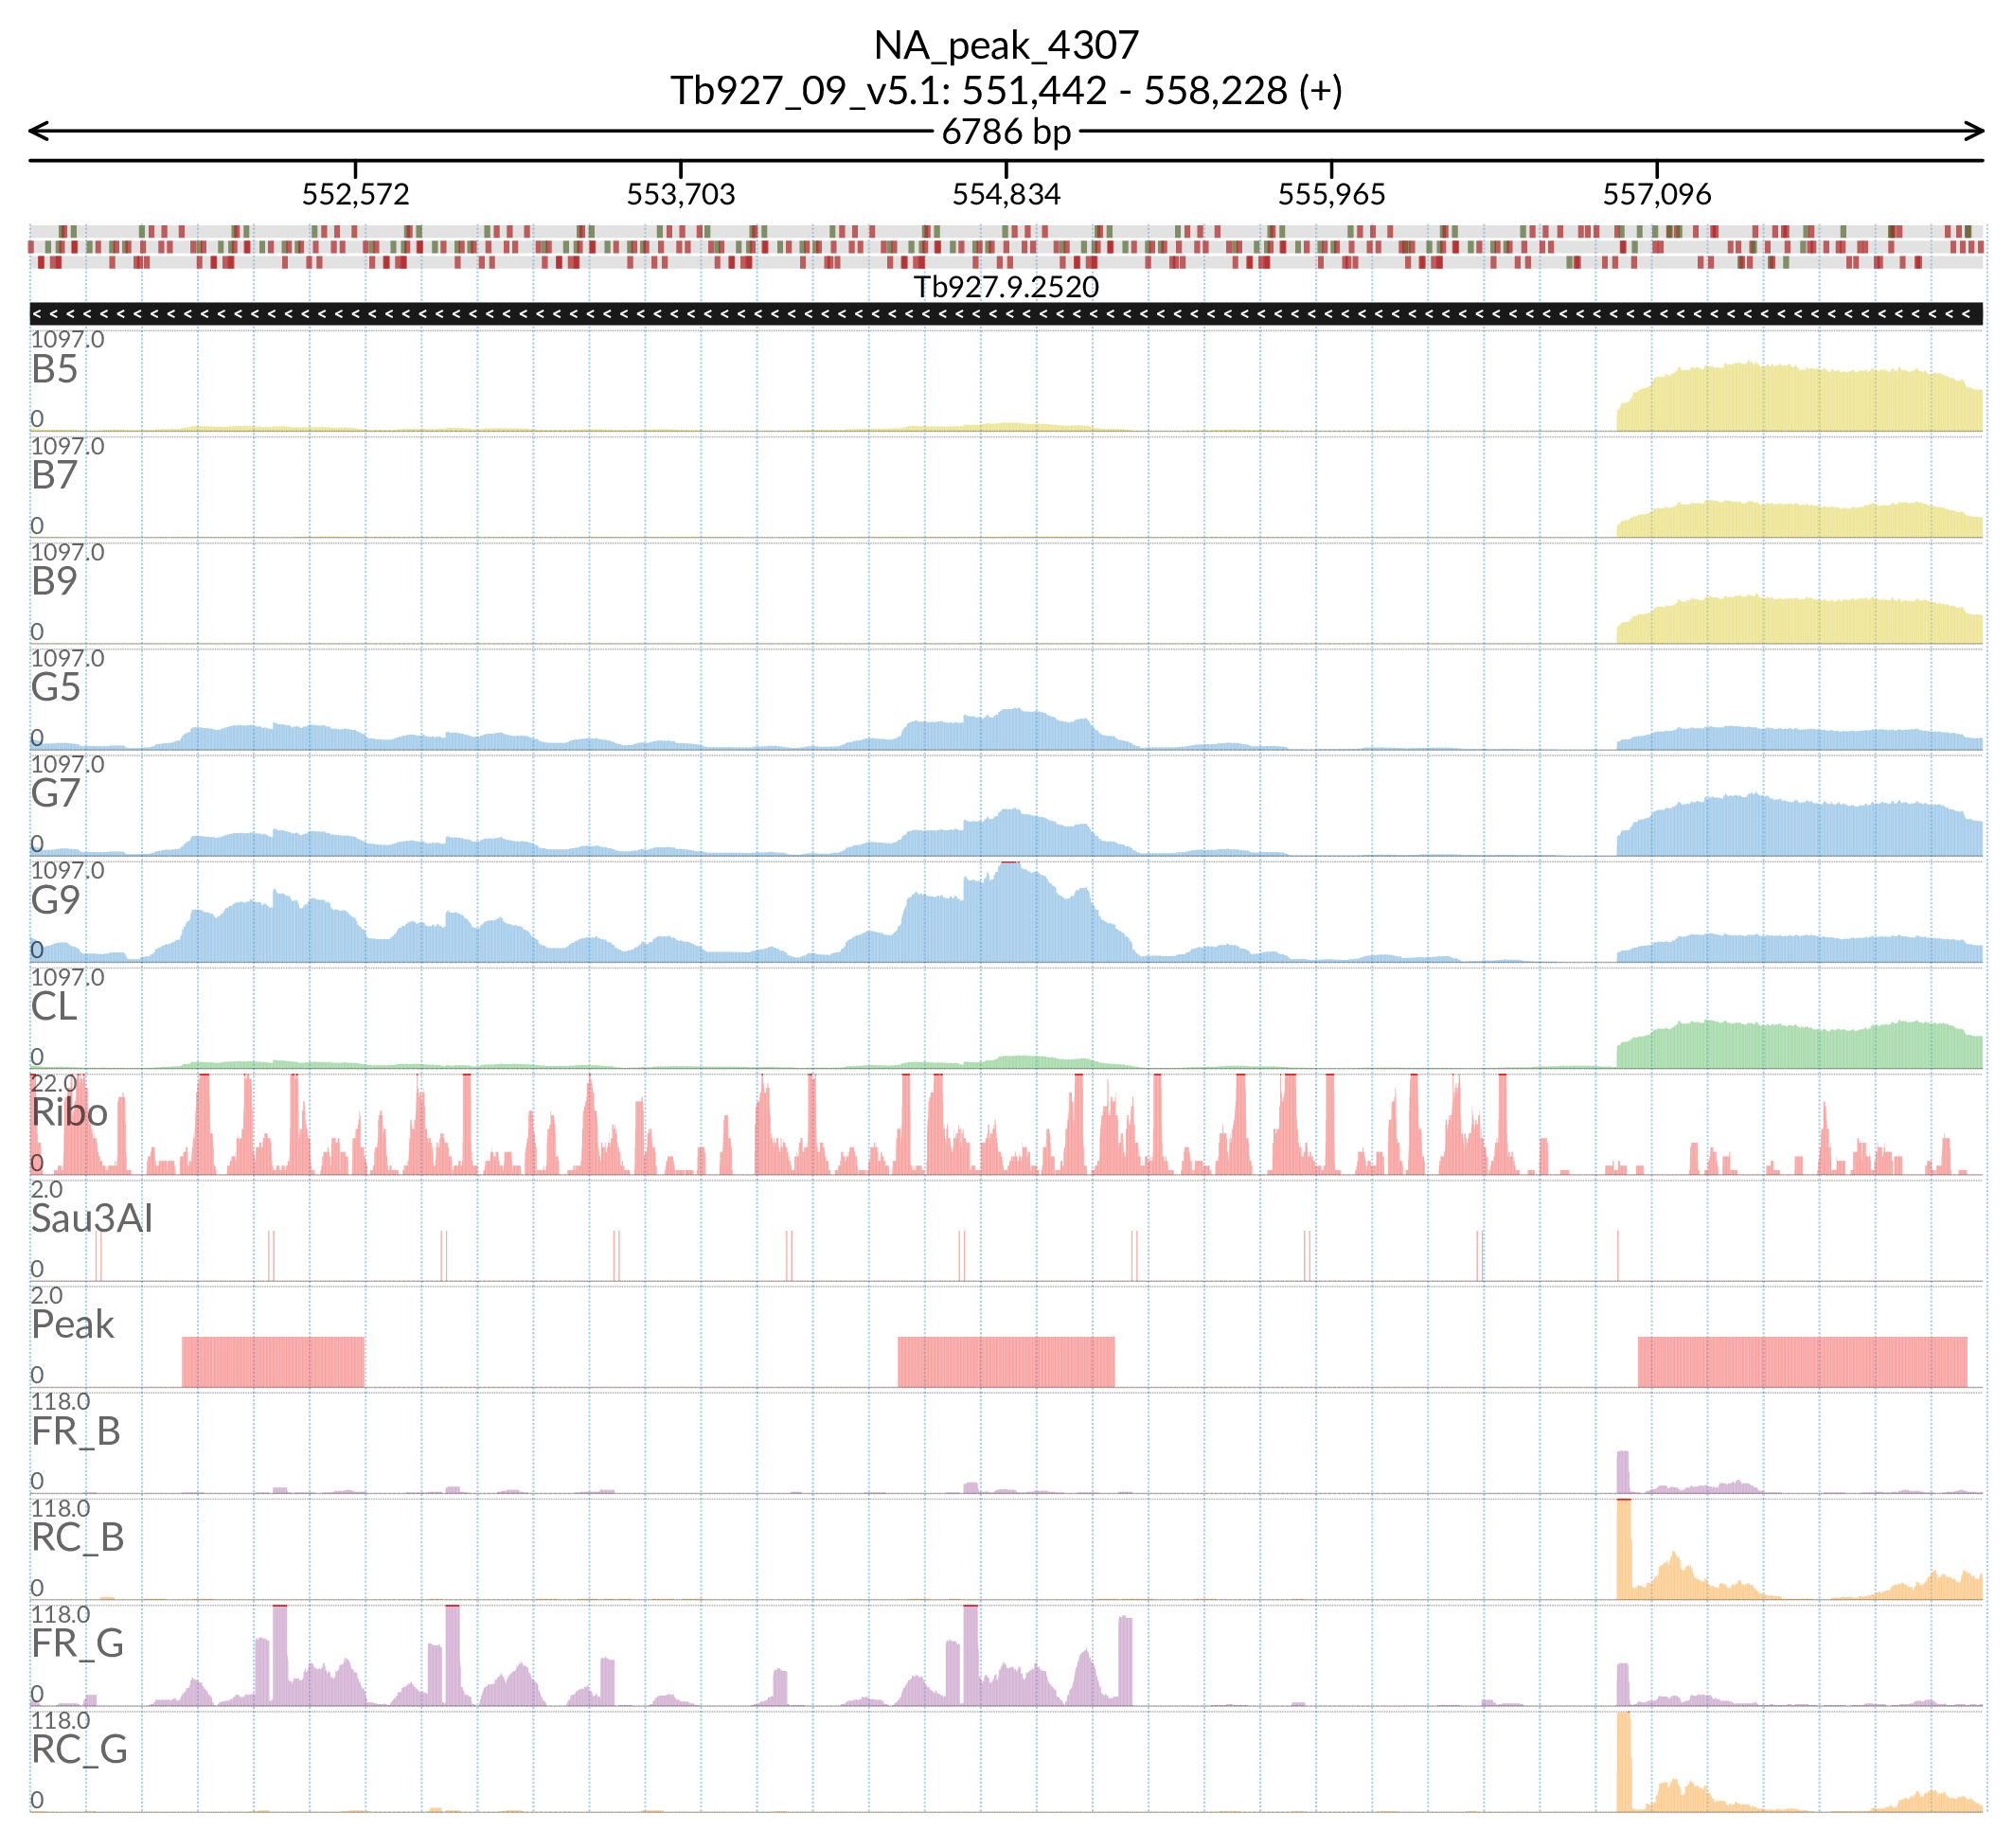 NA_peak_4307
Tb927_09_v5.1: 551,442 - 558,228 (+)
6786 bp
552,572 553,703 554,834 555,965 557,096
Tb927.9.2520
1097.0
B5
0
1097.0
B7
0
1097.0
B9
0
1097.0
G5
0
1097.0
G7
0
1097.0
G9
0
1097.0
CL
0
22.0
Ribo
0
2.0
Sau3AI
0
2.0
Peak
0
118.0
FR_B
0
118.0
RC_B
0
118.0
FR_G
0
118.0
RC_G
0